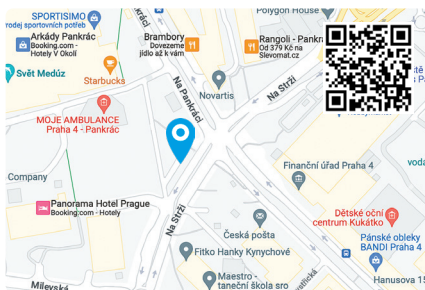 SPORTISIMO
rodej sportovních potřeb
Arkády Pankrác
Booking.com -
Hotely V Okolí
Svět Medúz
Starbucks
Brambory
Dovezeme
jídlo až k vám
Polygon House
Rangoli - Pankr
Od 379 Kč na
Slevomat.cz
Na Pankráci
Novartis
Na Strži
MOJE AMBULANCE
Praha 4 - Pankrác
Finanční úřad Praha 4
vodá
Company
Panorama Hotel Prague
Booking.com - Hotely
Na Strži
Dětské oční
centrum Kukátko
Česká pošta
Pánské obleky
BANDI Praha 4
Fitko Hanky Kynychové
Maestro -
taneční škola sro
Hanusova 15
Milevská